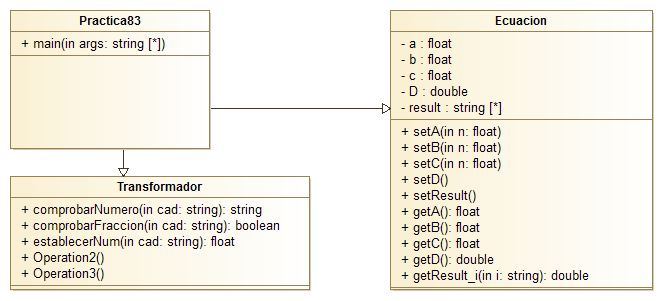 Practica83
+ main(in args: string [*])
Ecuacion
- a : float
- b : float
- c : float
- D : double
- result : string [*]
+ setA(in n: float)
+ setB(in n: float)
+ setC(in n: float)
+ setD()
+ setResult()
+ getA(): float
+ getB(): float
+ getC(): float
+ getD(): double
+ getResult_i(in i: string): double
Transformador
+ comprobarNumero(in cad: string): string
+ comprobarFraccion(in cad: string): boolean
+ establecerNum(in cad: string): float
+ Operation2()
+ Operation3()